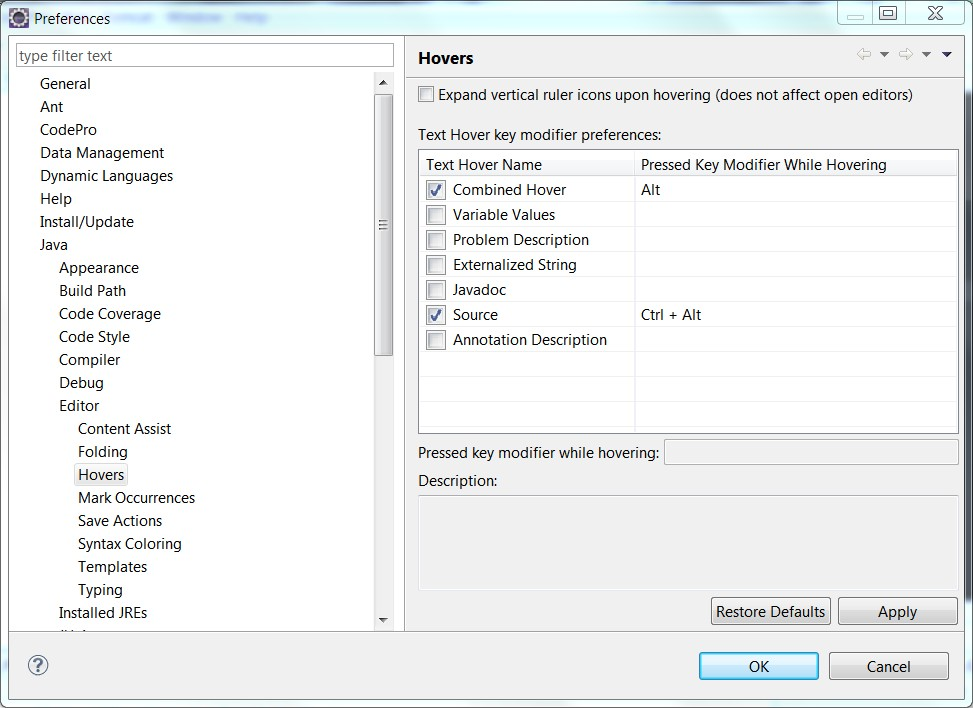 Preferences
Window Help
type filter text
General
Ant
CodePro
Data Management
Dynamic Languages
Help
Install/Update
Java
Appearance
Build Path
Code Coverage
Code Style
Compiler
Debug
Editor
Content Assist
Folding
Hovers
Mark Occurrences
Save Actions
Syntax Coloring
Templates
Typing
Installed JREs
Hovers
Expand vertical ruler icons upon hovering (does not affect open editors)
Text Hover key modifier preferences:
Text Hover Name Pressed Key Modifier While Hovering
Combined Hover Alt
Variable Values
Problem Description
Externalized String
Javadoc
Source Ctrl + Alt
Annotation Description
Pressed key modifier while hovering:
Description:
Restore Defaults Apply
?
OK Cancel